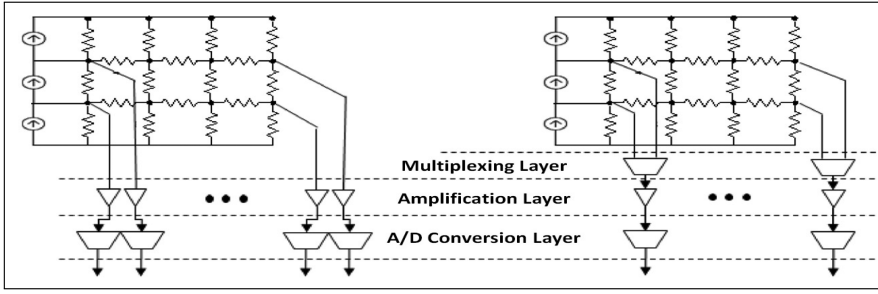 Multiplexing Layer
Amplification Layer
A/D Conversion Layer